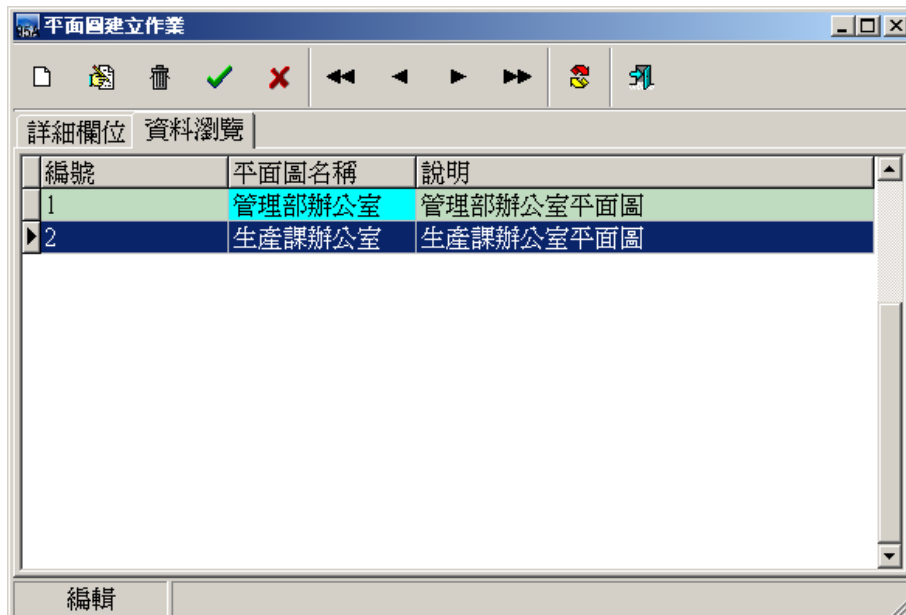 平面圖建立作業
詳細欄位 資料瀏覽
編號 平面圖名稱 說明
1 管理部辦公室 管理部辦公室平面圖
2 生產課辦公室 生產課辦公室平面圖
編輯